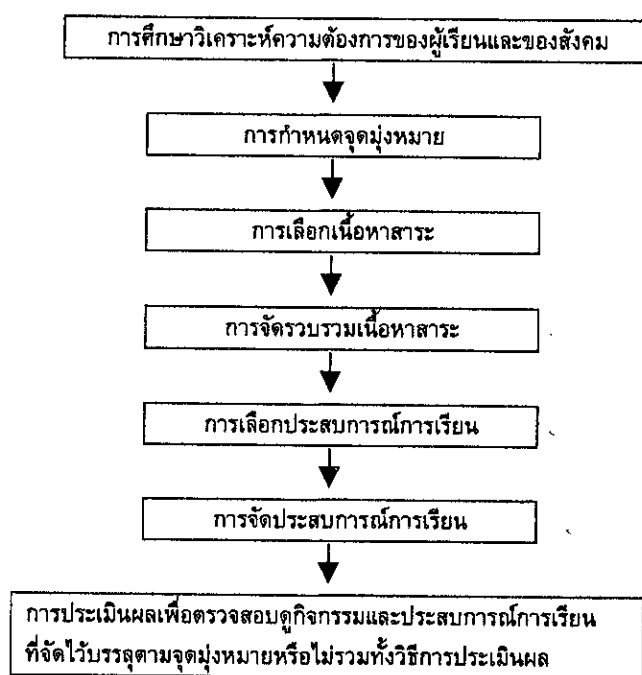 การศึกษาวิเคราะห์ความต้องการของผู้เรียนและของสังคม
การกำหนดจุดมุ่งหมาย
การเลือกเนื้อหาสาระ
การจัดรวบรวมเนื้อหาสาระ
การเลือกประสบการณ์การเรียน
การจัดประสบการณ์การเรียน
การประเมินผลเพื่อตรวจสอบดูกิจกรรมและประสบการณ์การเรียน
ที่จัดไว้บรรลุตามจุดมุ่งหมายหรือไม่รวมทั้งวิธีการประเมินผล